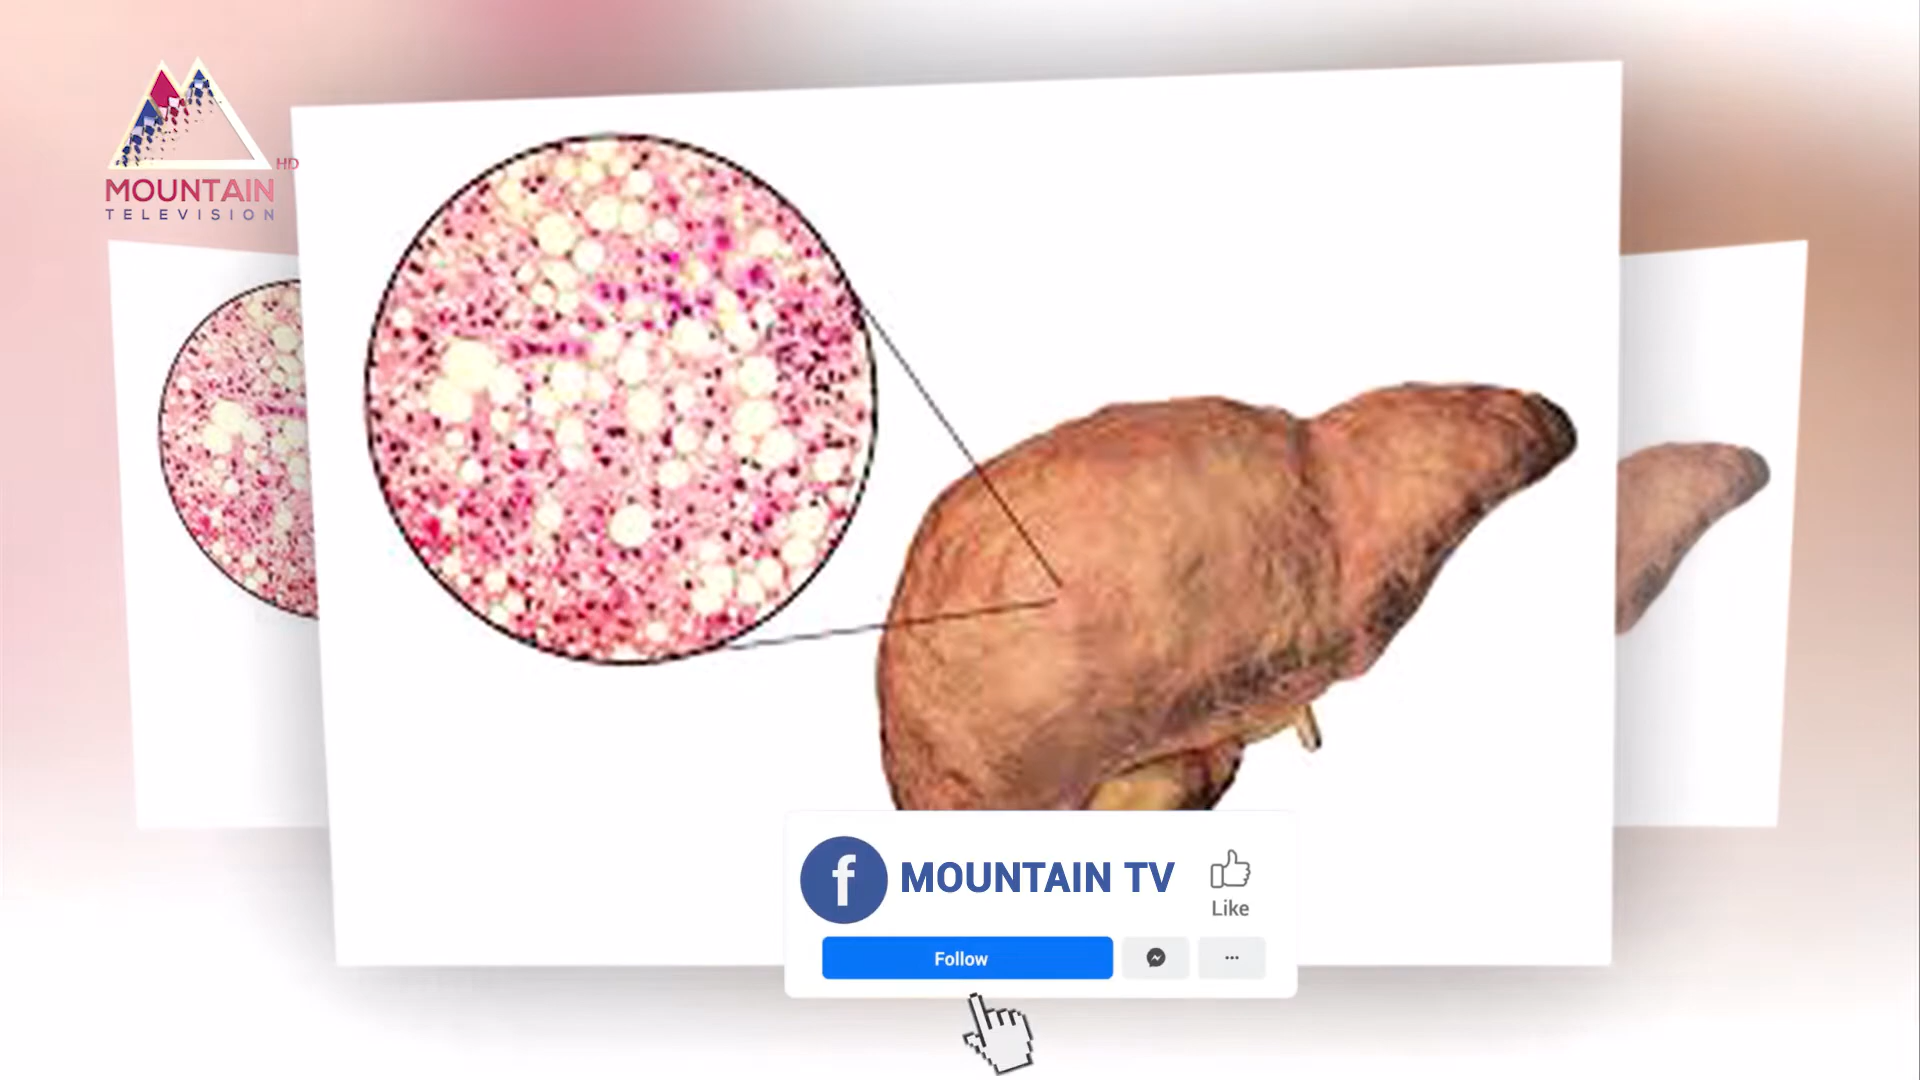 HD
MOUNTAIN
TELEVISION
f
MOUNTAIN TV
Like
Follow
...